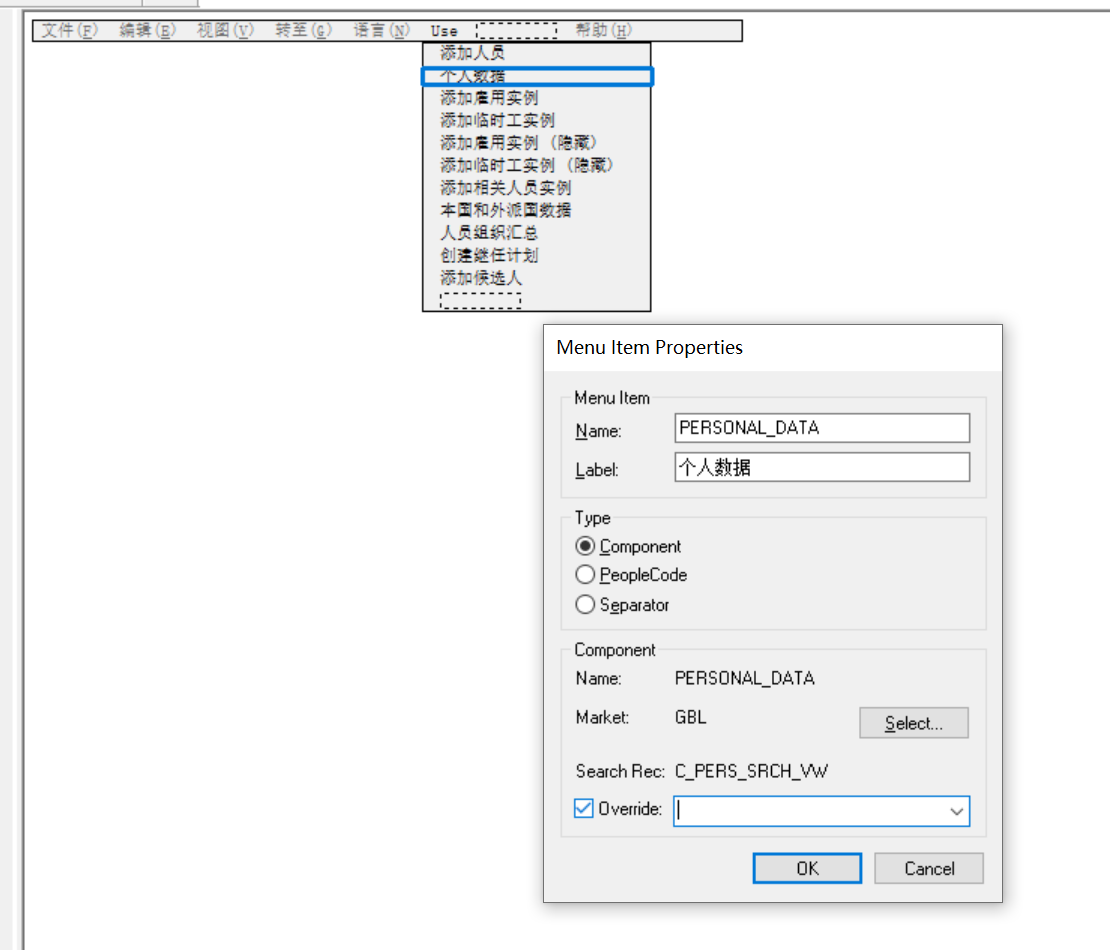 文件(F) 编辑(E) 视图(V) 转至(G) 语言(N) Use 帮助(H)
添加人员
个人数据
添加雇用实例
添加临时工实例
添加雇用实例（隐藏）
添加临时工实例（隐藏）
添加相关人员实例
本国和外派国数据
人员组织汇总
创建继任计划
添加候选人
Menu Item Properties
Menu Item
Name: PERSONAL_DATA
Label: 个人数据
Type
Component
PeopleCode
Separator
Component
Name: PERSONAL_DATA
Market: GBL
Select...
Search Rec: C_PERS_SRCH_VW
Override:
OK Cancel